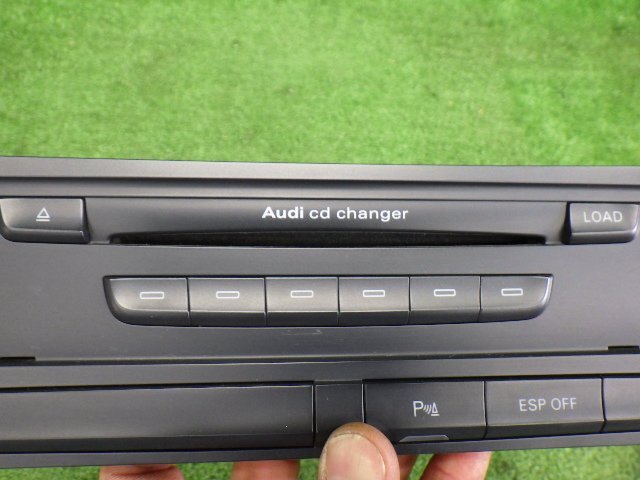 Audi cd changer
LOAD
P
ESP OFF